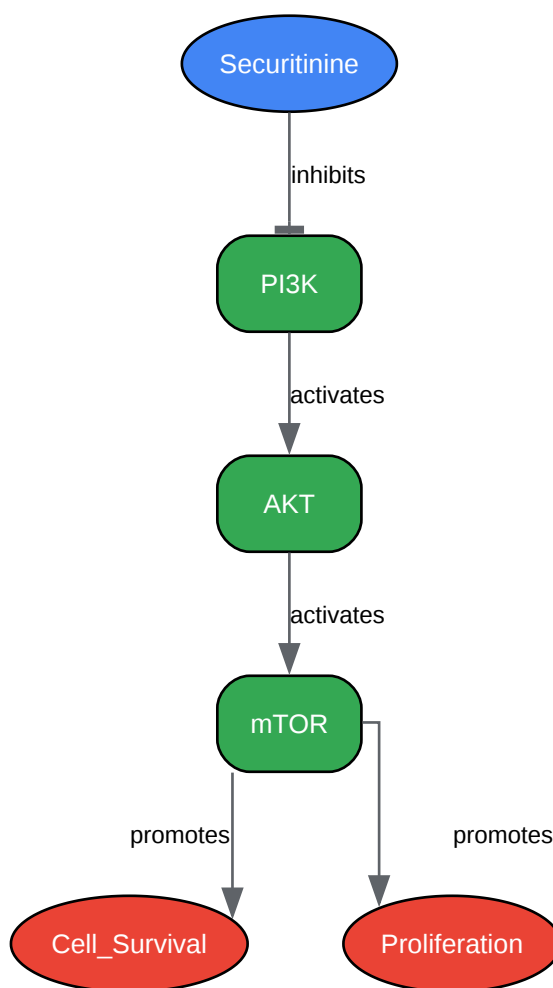 Securitinine
inhibits
PI3K
activates
AKT
activates
mTOR
promotes
promotes
Cell_Survival
Proliferation